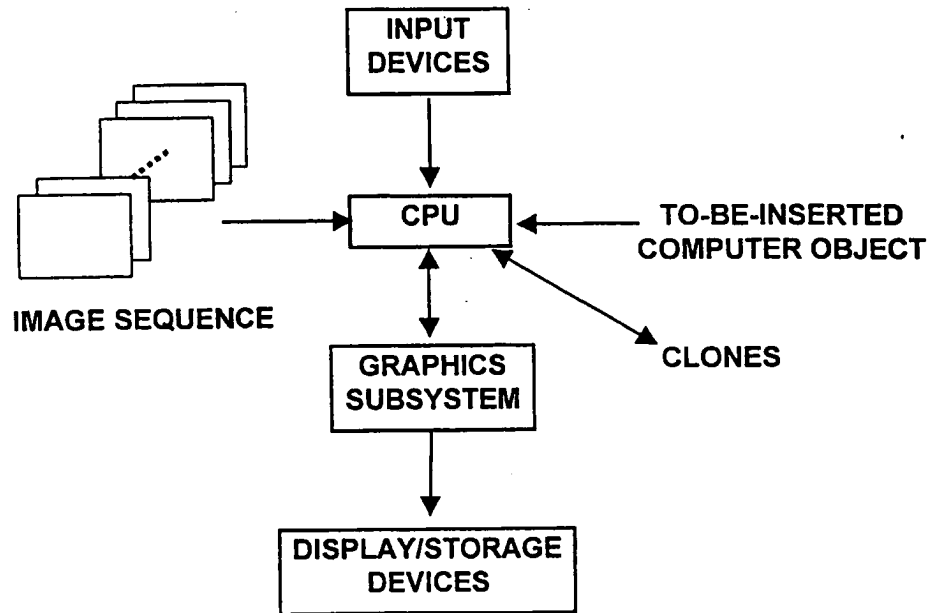 INPUT
DEVICES
CPU
TO-BE-INSERTED
COMPUTER OBJECT
IMAGE SEQUENCE
GRAPHICS
SUBSYSTEM
CLONES
DISPLAY/STORAGE
DEVICES